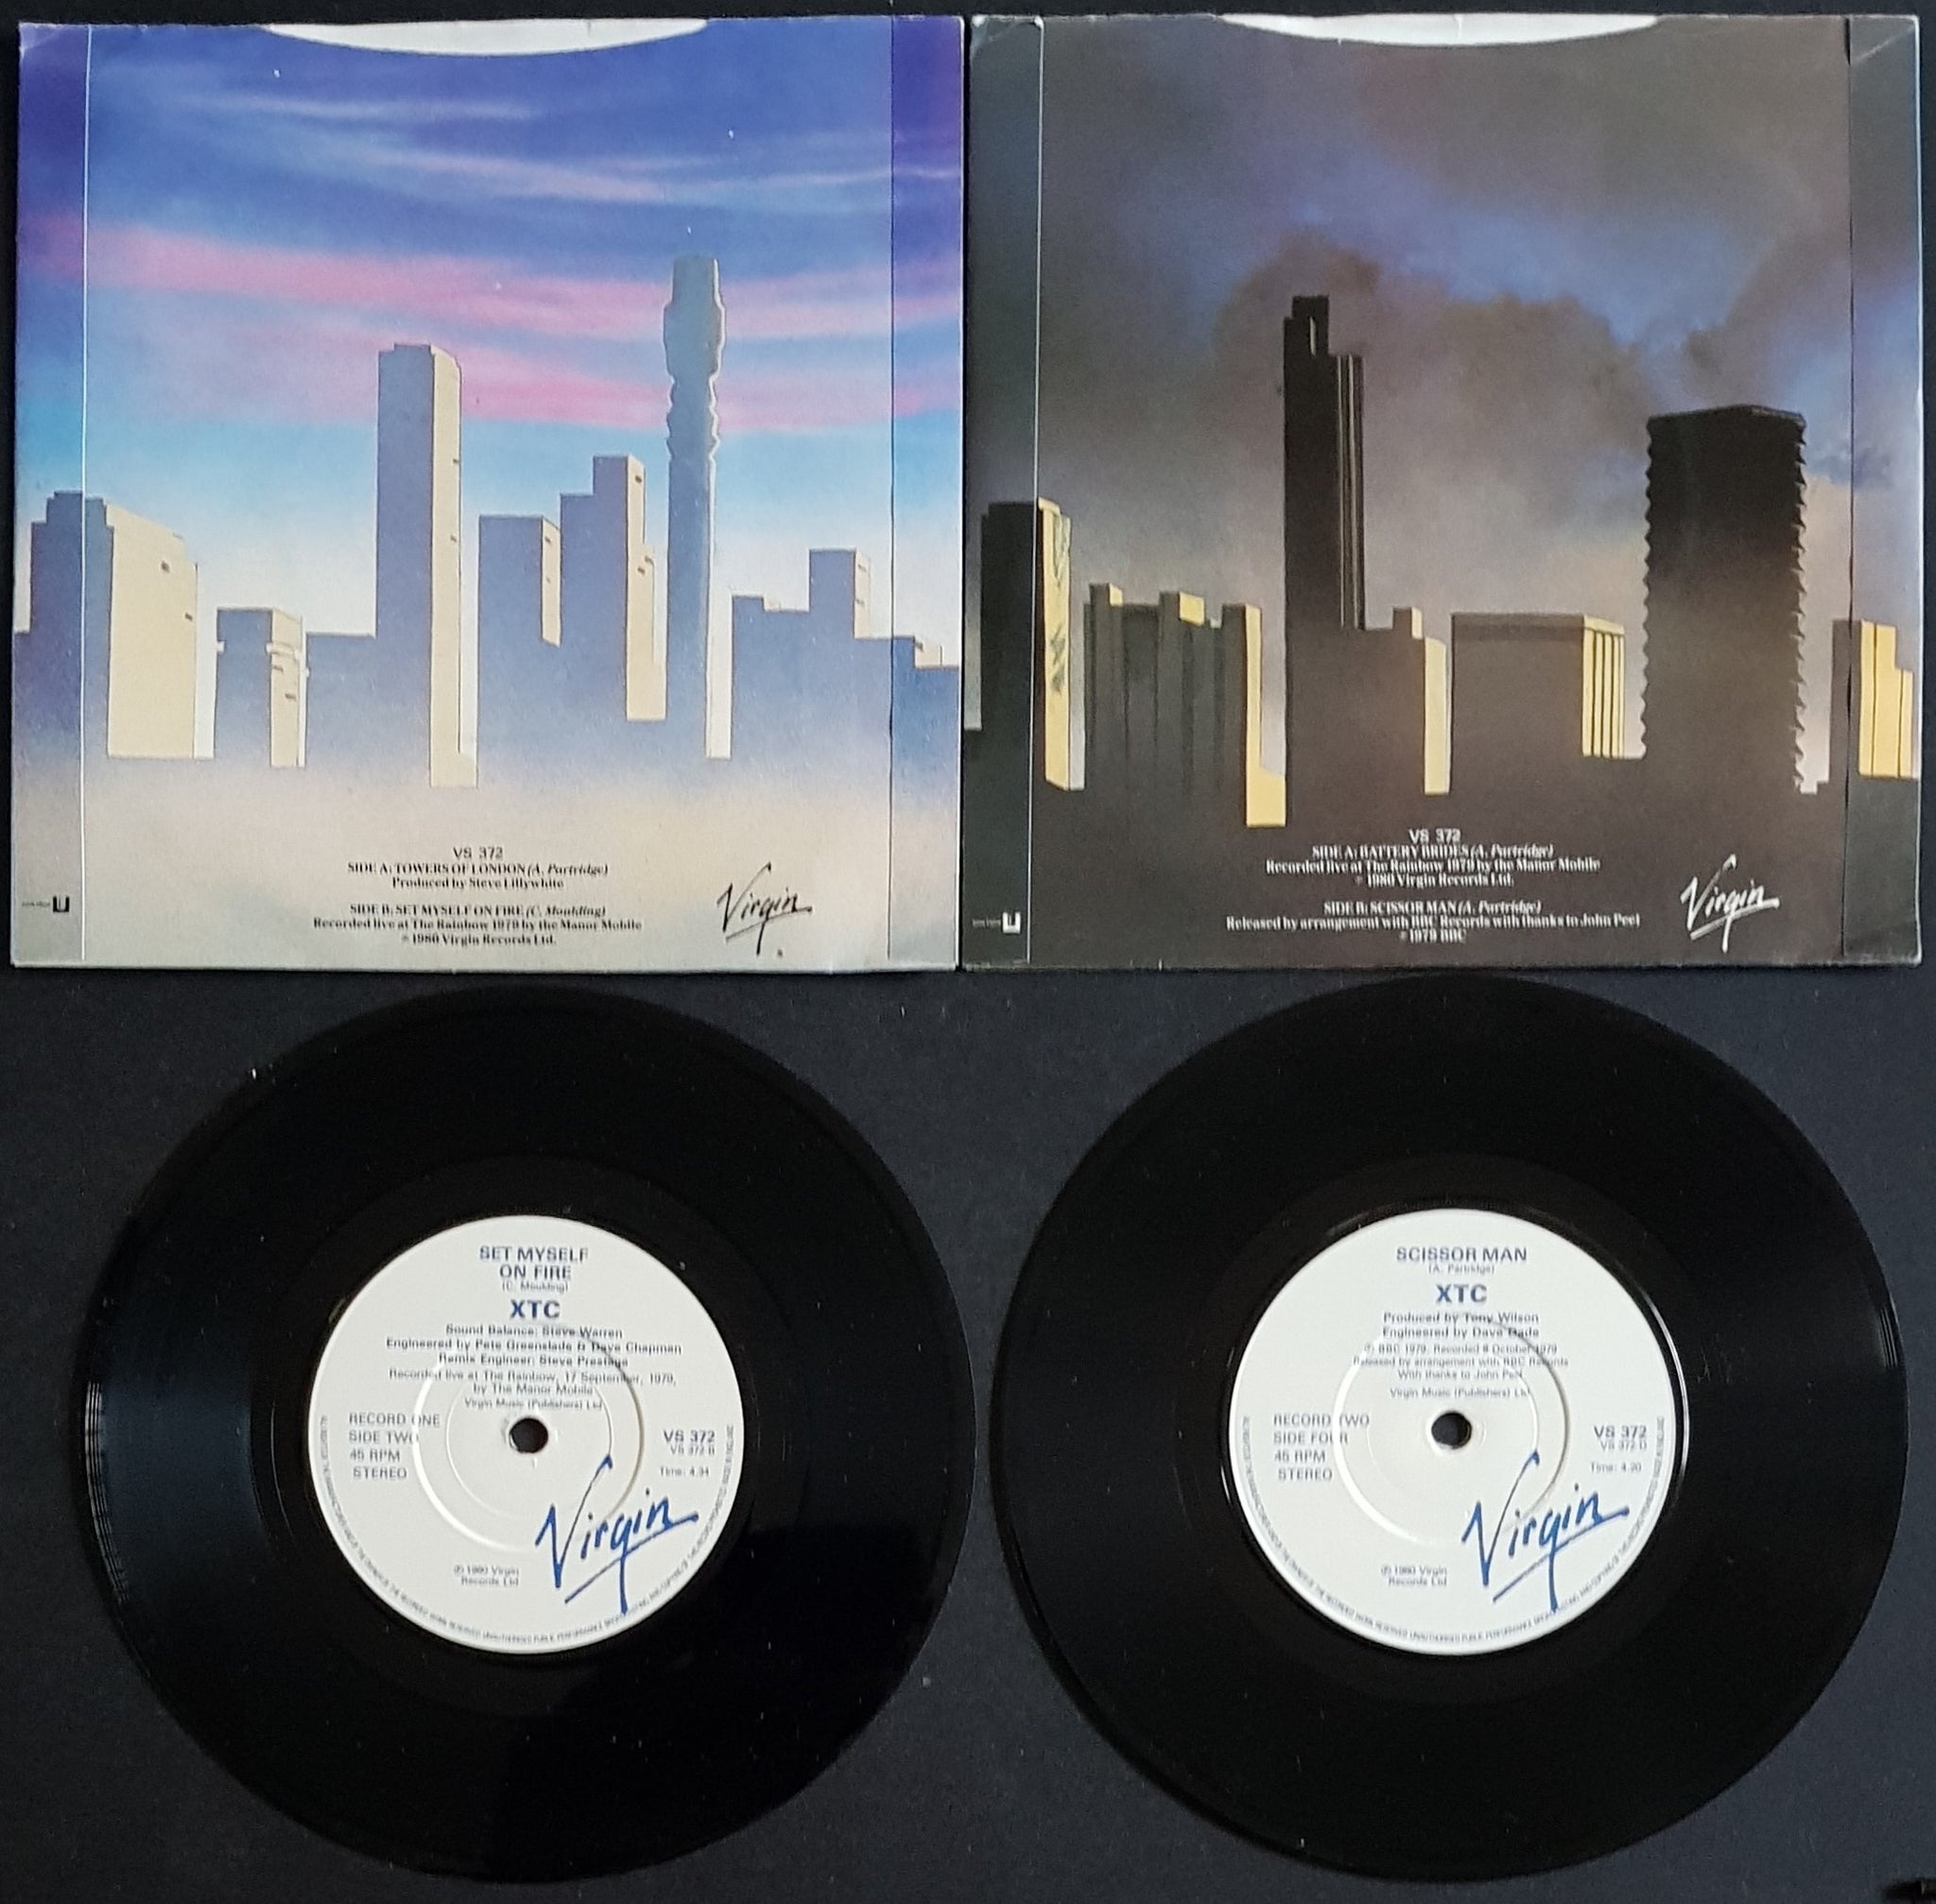 VS 372
SIDE A: TOWERS OF LONDON (A. Partridge)
Produced by Steve Lillywhite
SIDE B: SET MYSELF ON FIRE (C. Moulding)
Recorded live at The Rainbow 1979 by the Manor Mobile
℗ 1980 Virgin Records Ltd.
Virgin
VS 372
SIDE A: BATTERY BRIDES (A. Partridge)
Recorded live at The Rainbow 1979 by the Manor Mobile
℗ 1980 Virgin Records Ltd.
SIDE B: SCISSOR MAN (A. Partridge)
Released by arrangement with BBC Records with thanks to John Peel
℗ 1979 BBC
Virgin
SET MYSELF
ON FIRE
(C. Moulding)
XTC
Sound Balance: Steve Warren
Engineered by Pete Greenslade & Dave Chapman
Remix Engineer: Steve Prestage
Recorded live at The Rainbow, 17 September, 1979,
by The Manor Mobile
Virgin Music (Publishers) Ltd
RECORD ONE
SIDE TWO
45 RPM
STEREO
VS 372
VS 372 B
Time: 4.34
Virgin
℗ 1980 Virgin
Records Ltd
SCISSOR MAN
(A. Partridge)
XTC
Produced by Tony Wilson
Engineered by Dave Dade
℗ BBC 1979. Recorded 8 October 1979
Released by arrangement with BBC Records
With thanks to John Peel
Virgin Music (Publishers) Ltd
RECORD TWO
SIDE FOUR
45 RPM
STEREO
VS 372
VS 372 D
Time: 4.20
Virgin
℗ 1980 Virgin
Records Ltd